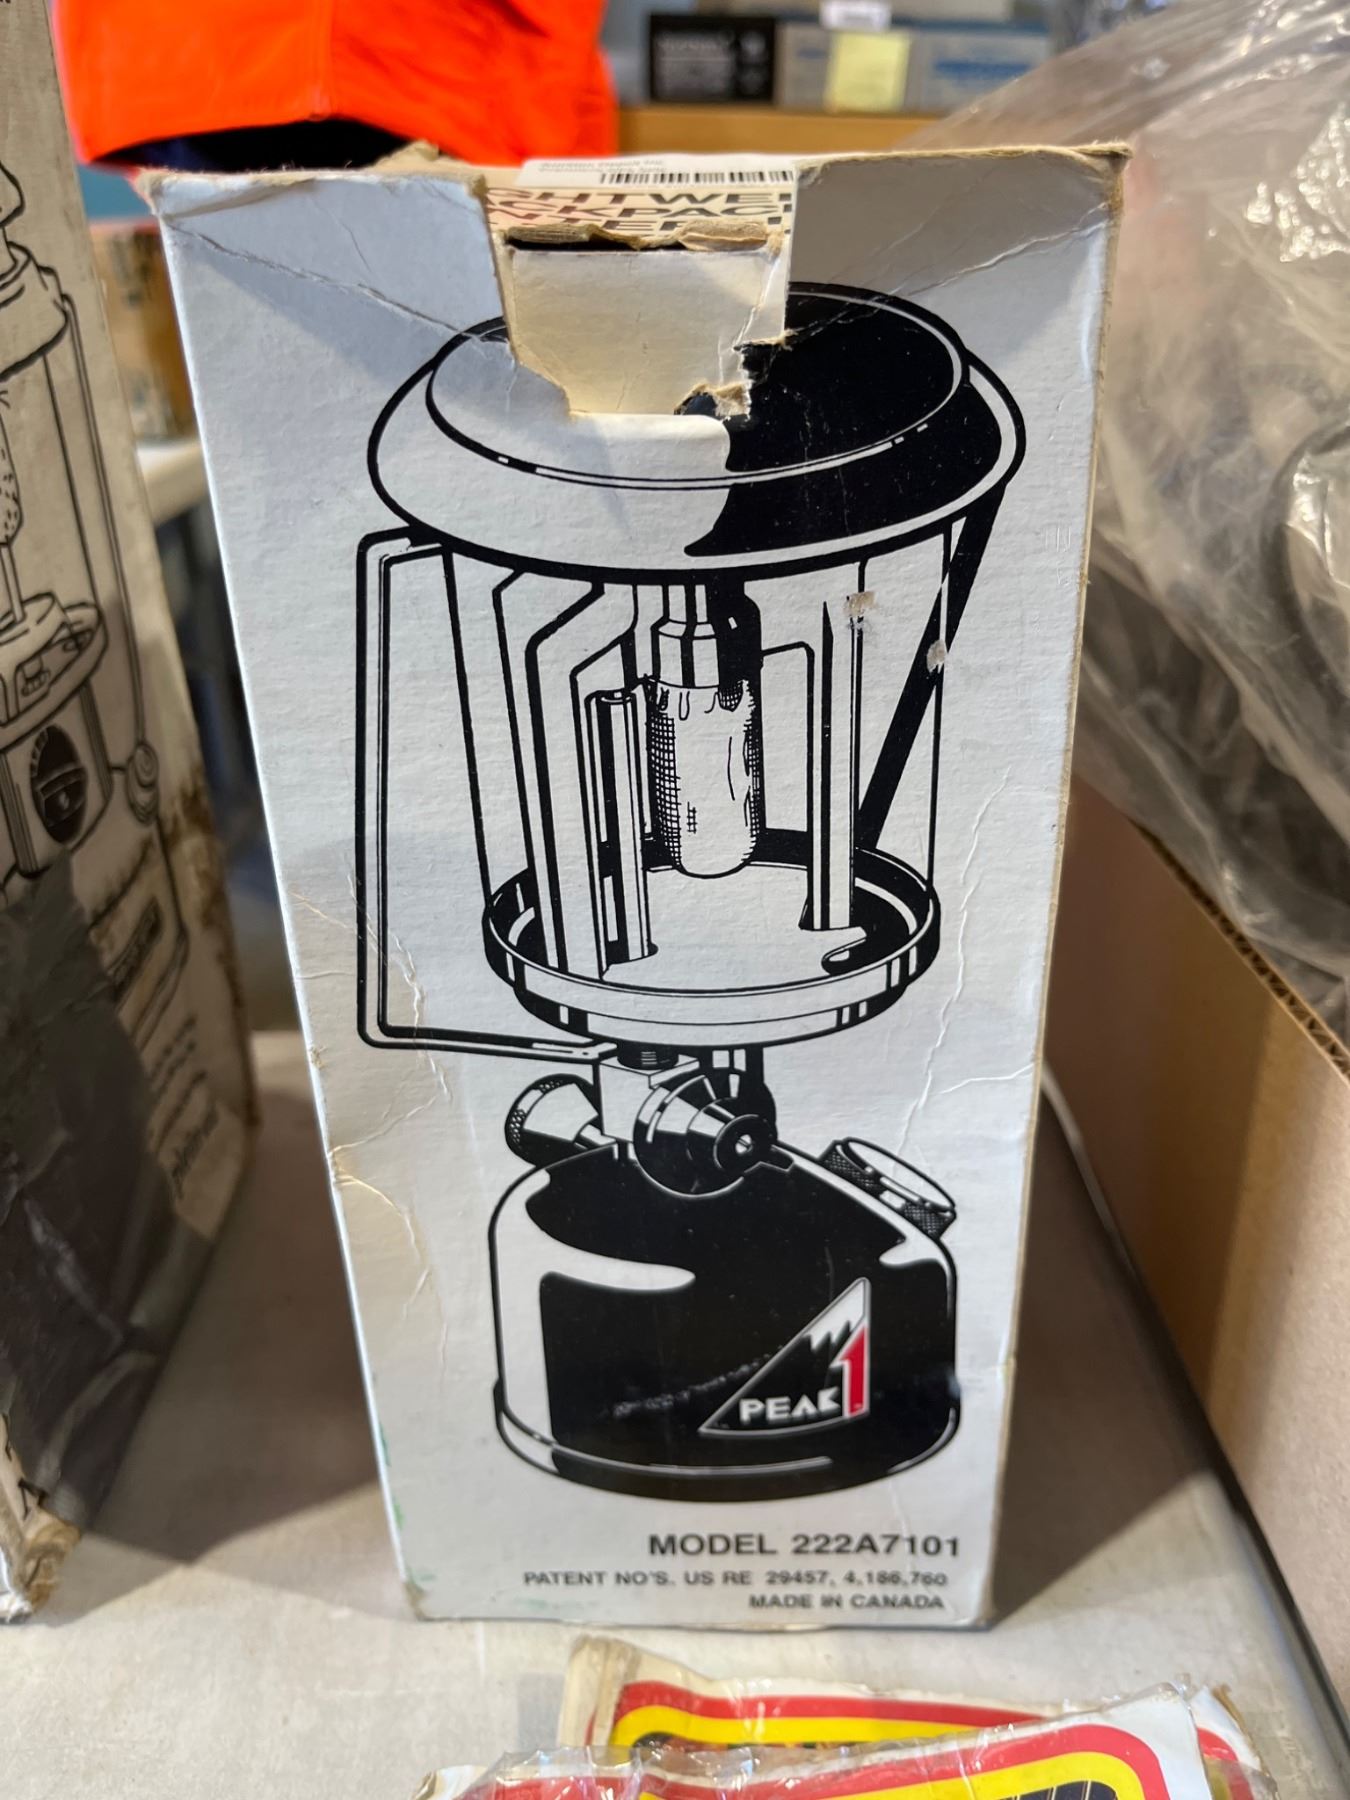 PEAK 1
MODEL 222A7101
PATENT NO'S. US RE 29457, 4,186,760
MADE IN CANADA